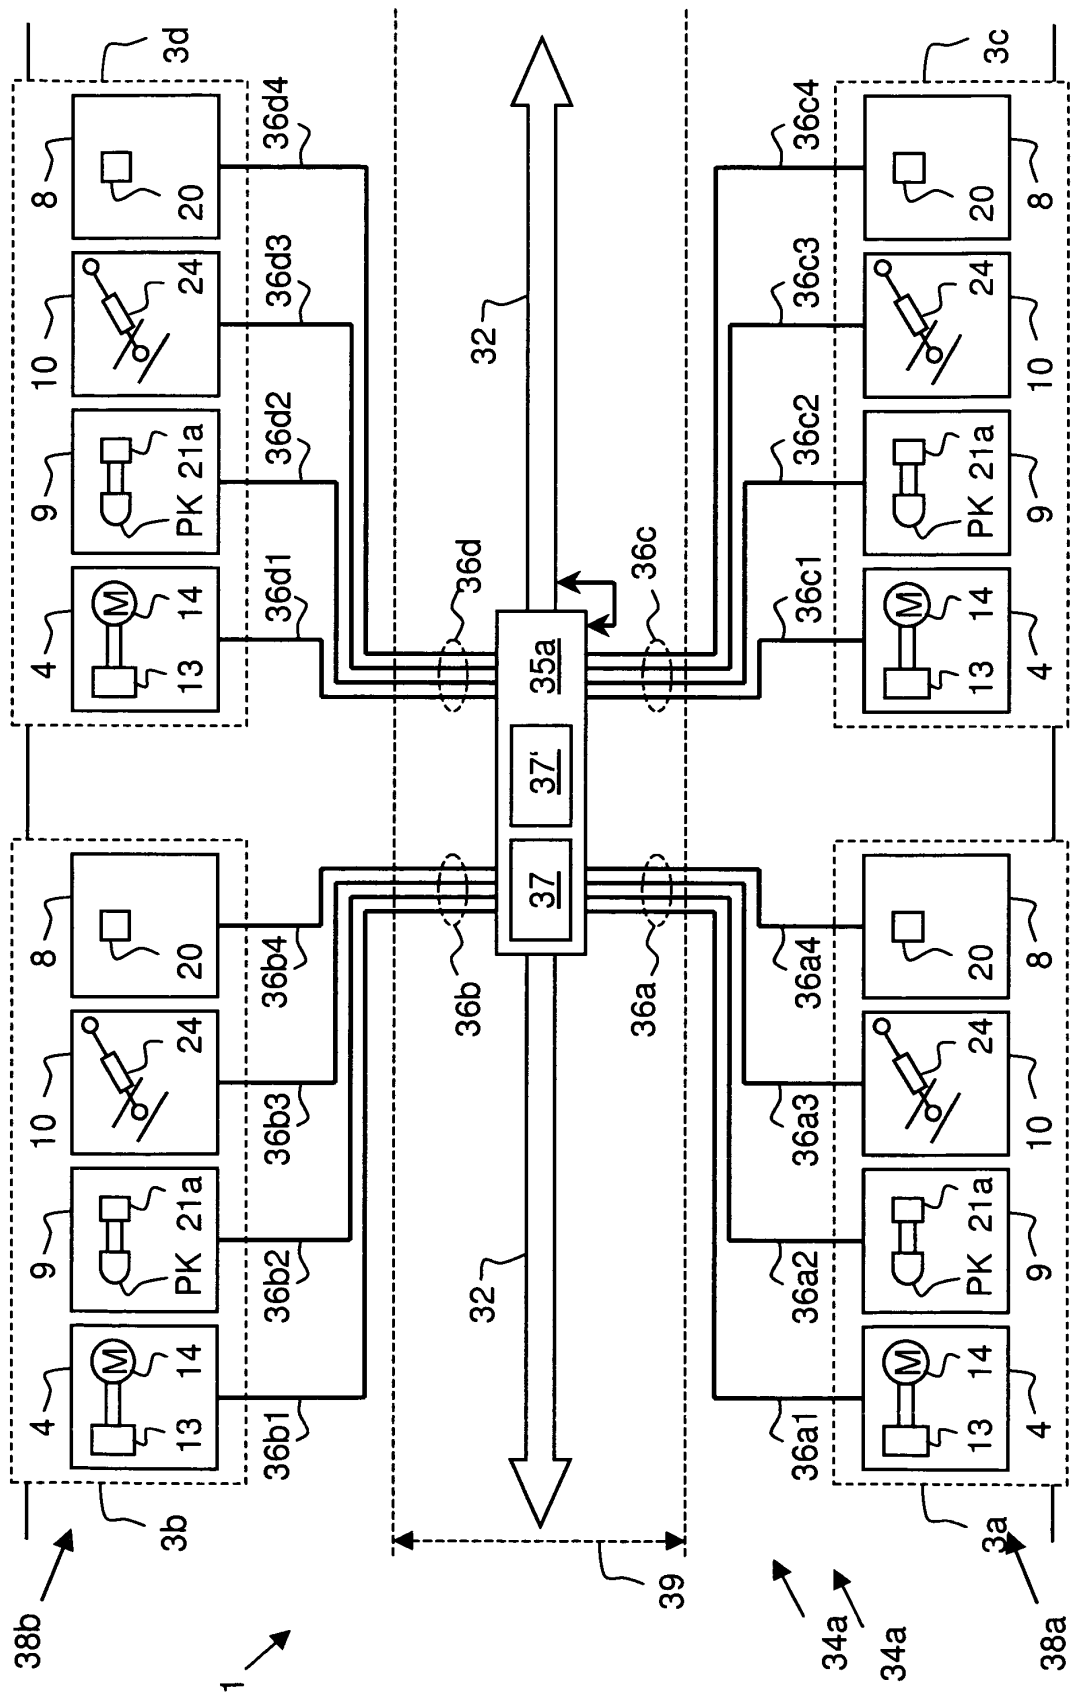 38b
4 9 10 8 4 9 10 8
M M
3b 3d
13 14 PK 21a 24 20 13 14 PK 21a 24 20
1
36b1 36b2 36b3 36b4 36d1 36d2 36d3 36d4
36b 36d
32 32
37 37' 35a
36a 36c
39
36a1 36a2 36a3 36a4 36c1 36c2 36c3 36c4
34a
34a
M M
13 14 PK 21a 24 20 13 14 PK 21a 24 20
3a 3c
4 9 10 8 4 9 10 8
38a